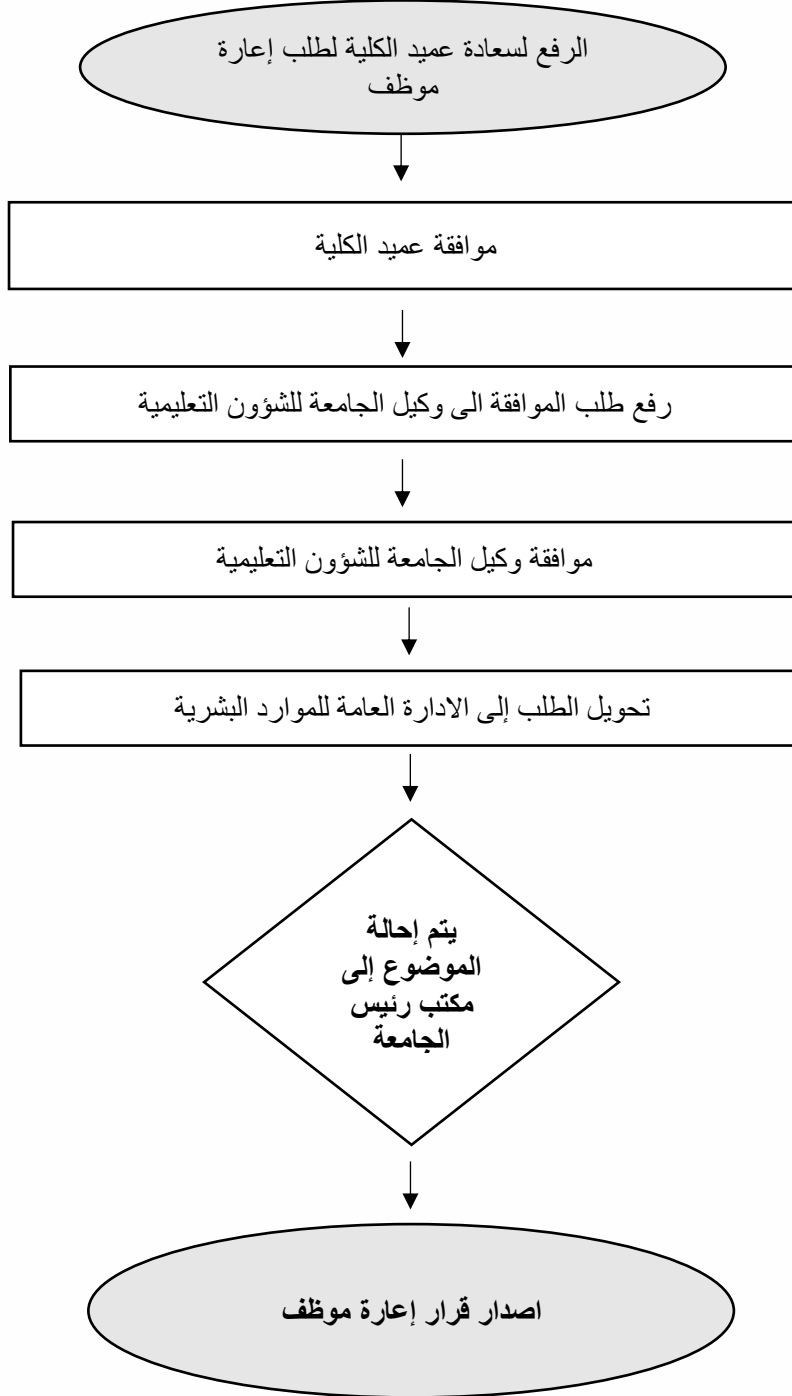 الرفع لسعادة عميد الكلية لطلب إعارة
موظف
موافقة عميد الكلية
رفع طلب الموافقة الى وكيل الجامعة للشؤون التعليمية
موافقة وكيل الجامعة للشؤون التعليمية
تحويل الطلب إلى الادارة العامة للموارد البشرية
يتم إحالة
الموضوع إلى
مكتب رئيس
الجامعة
اصدار قرار إعارة موظف